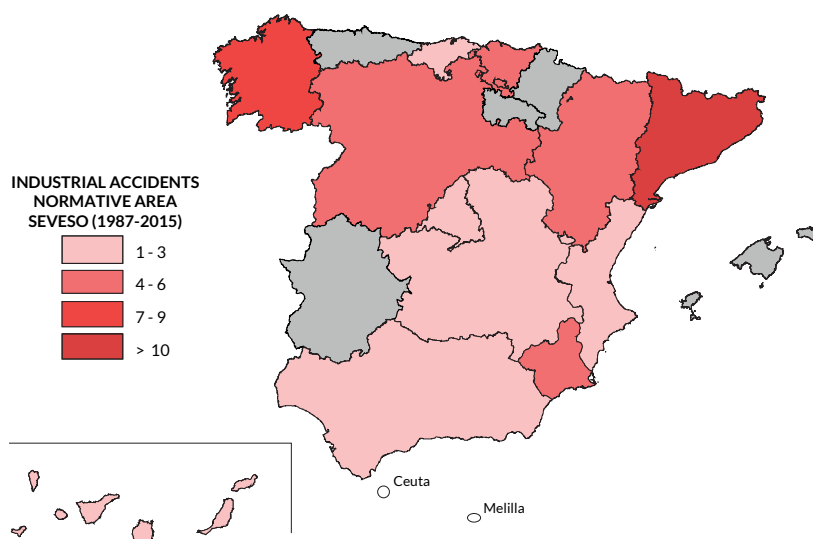 INDUSTRIAL ACCIDENTS
NORMATIVE AREA
SEVESO (1987-2015)
1 - 3
4 - 6
7 - 9
> 10
Ceuta
Melilla